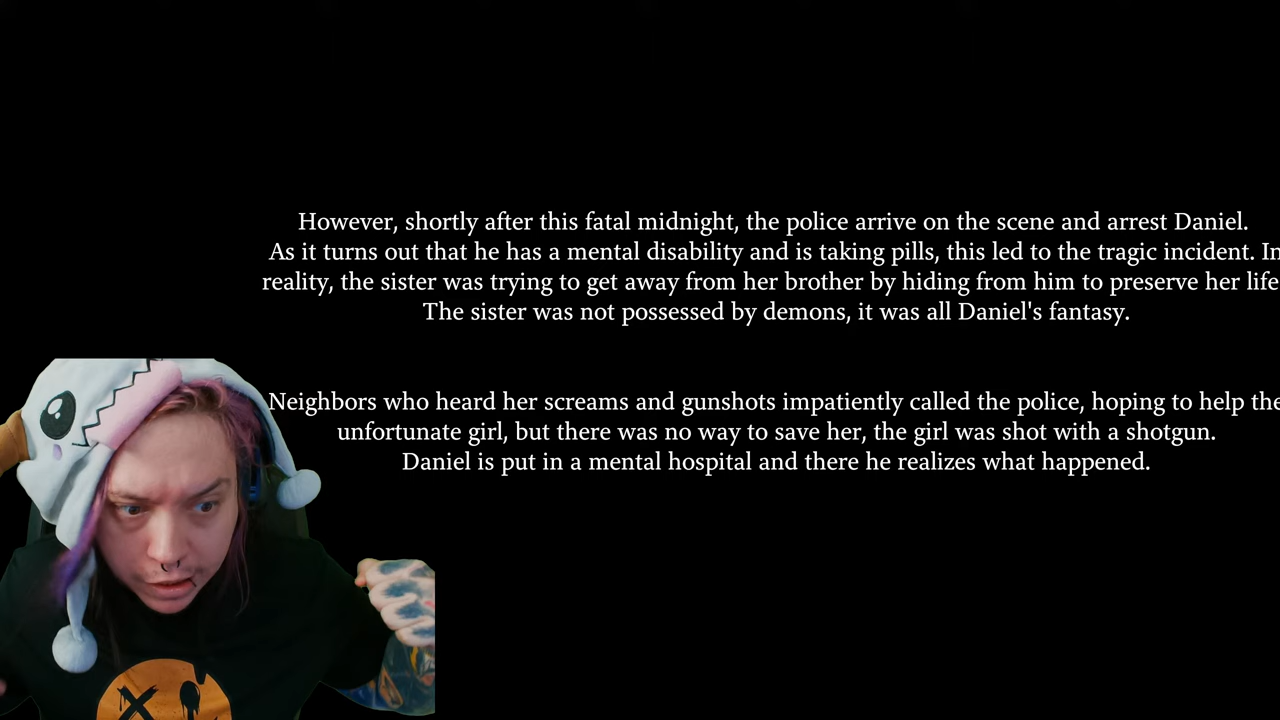 However, shortly after this fatal midnight, the police arrive on the scene and arrest Daniel.
As it turns out that he has a mental disability and is taking pills, this led to the tragic incident. In
reality, the sister was trying to get away from her brother by hiding from him to preserve her life
The sister was not possessed by demons, it was all Daniel's fantasy.
Neighbors who heard her screams and gunshots impatiently called the police, hoping to help the
unfortunate girl, but there was no way to save her, the girl was shot with a shotgun.
Daniel is put in a mental hospital and there he realizes what happened.